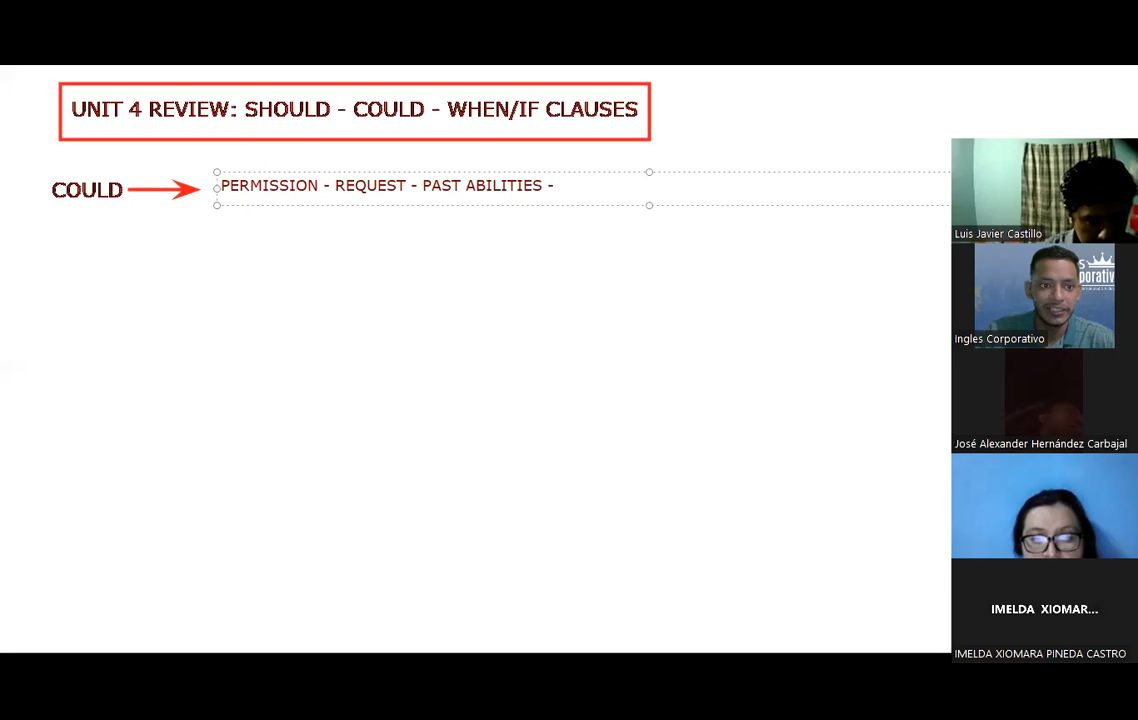 UNIT 4 REVIEW: SHOULD - COULD - WHEN/IF CLAUSES
COULD
PERMISSION - REQUEST - PAST ABILITIES -
Luis Javier Castillo
Ingles Corporativo
José Alexander Hernández Carbajal
IMELDA XIOMAR...
IMELDA XIOMARA PINEDA CASTRO